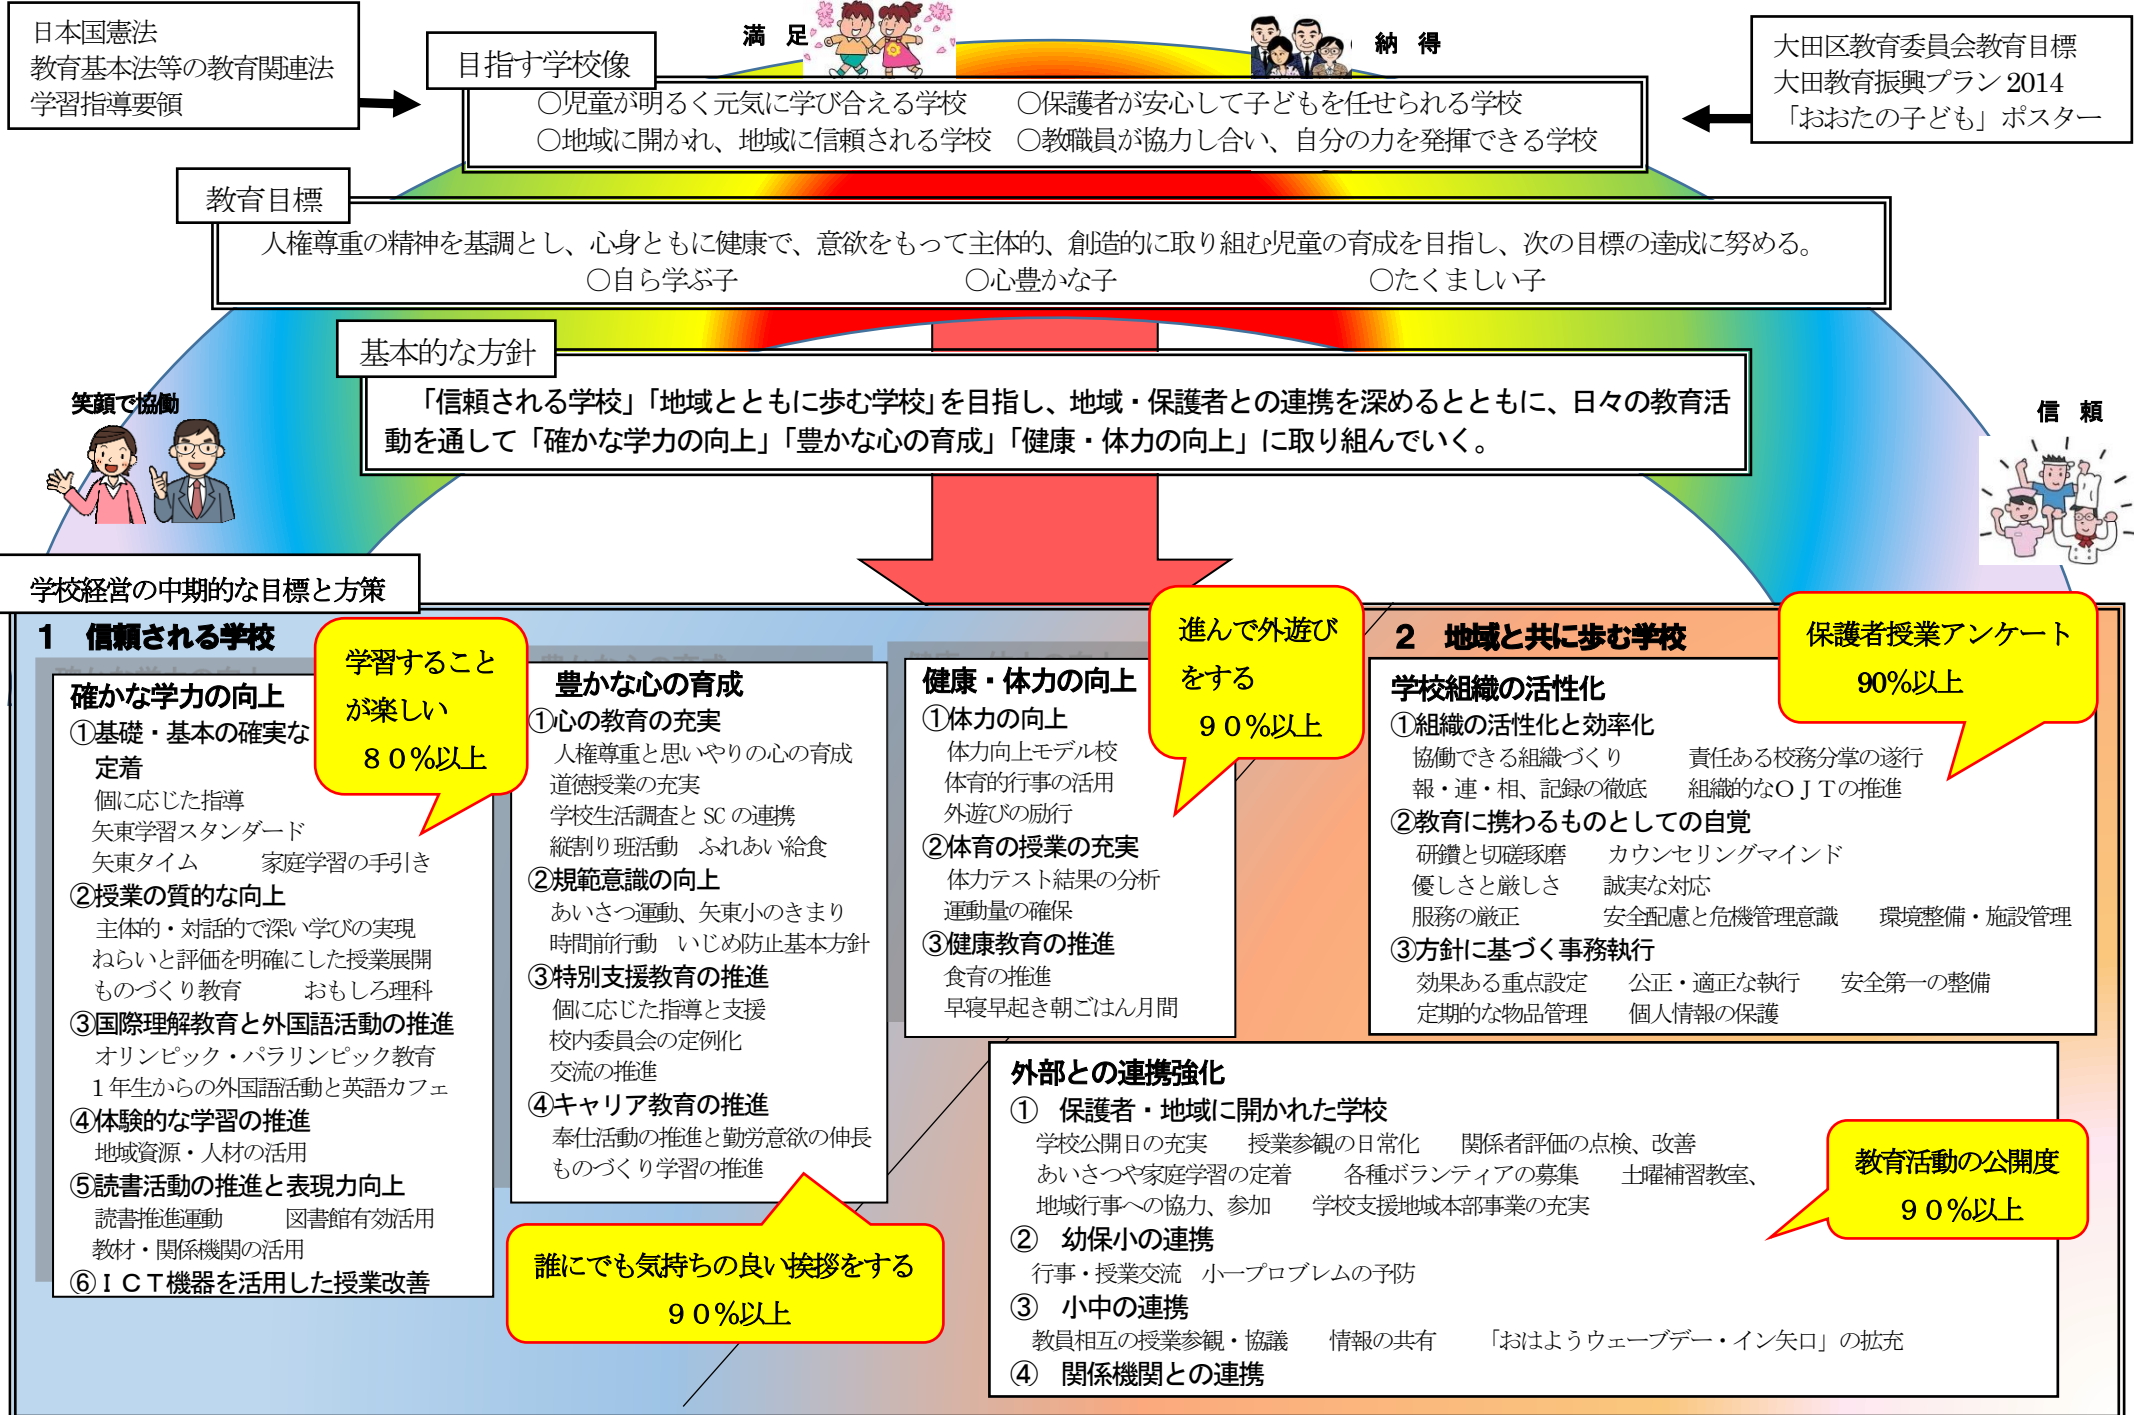 日本国憲法
教育基本法等の教育関連法
学習指導要領
目指す学校像
満 足
納 得
大田区教育委員会教育目標
大田教育振興プラン 2014
「おおたの子ども」ポスター
○児童が明るく元気に学び合える学校 ○保護者が安心して子どもを任せられる学校
○地域に開かれ、地域に信頼される学校 ○教職員が協力し合い、自分の力を発揮できる学校
教育目標
人権尊重の精神を基調とし、心身ともに健康で、意欲をもって主体的、創造的に取り組む児童の育成を目指し、次の目標の達成に努める。
○自ら学ぶ子 ○心豊かな子 ○たくましい子
基本的な方針
「信頼される学校」「地域とともに歩む学校」を目指し、地域・保護者との連携を深めるとともに、日々の教育活
動を通して「確かな学力の向上」「豊かな心の育成」「健康・体力の向上」に取り組んでいく。
笑顔で協働
信 頼
学校経営の中期的な目標と方策
1 信頼される学校
確かな学力の向上
①基礎・基本の確実な
定着
個に応じた指導
矢東学習スタンダード
矢東タイム 家庭学習の手引き
②授業の質的な向上
主体的・対話的で深い学びの実現
ねらいと評価を明確にした授業展開
ものづくり教育 おもしろ理科
③国際理解教育と外国語活動の推進
オリンピック・パラリンピック教育
1年生からの外国語活動と英語カフェ
④体験的な学習の推進
地域資源・人材の活用
⑤読書活動の推進と表現力向上
読書推進運動 図書館有効活用
教材・関係機関の活用
⑥ICT機器を活用した授業改善
学習すること
が楽しい
80%以上
豊かな心の育成
①心の教育の充実
人権尊重と思いやりの心の育成
道徳授業の充実
学校生活調査と SC の連携
縦割り班活動 ふれあい給食
②規範意識の向上
あいさつ運動、矢東小のきまり
時間前行動 いじめ防止基本方針
③特別支援教育の推進
個に応じた指導と支援
校内委員会の定例化
交流の推進
④キャリア教育の推進
奉仕活動の推進と勤労意欲の伸長
ものづくり学習の推進
誰にでも気持ちの良い挨拶をする
90%以上
健康・体力の向上
①体力の向上
体力向上モデル校
体育的行事の活用
外遊びの励行
②体育の授業の充実
体力テスト結果の分析
運動量の確保
③健康教育の推進
食育の推進
早寝早起き朝ごはん月間
進んで外遊び
をする
90%以上
2 地域と共に歩む学校
学校組織の活性化
①組織の活性化と効率化
協働できる組織づくり 責任ある校務分掌の遂行
報・連・相、記録の徹底 組織的なOJTの推進
②教育に携わるものとしての自覚
研鑽と切磋琢磨 カウンセリングマインド
優しさと厳しさ 誠実な対応
服務の厳正 安全配慮と危機管理意識 環境整備・施設管理
③方針に基づく事務執行
効果ある重点設定 公正・適正な執行 安全第一の整備
定期的な物品管理 個人情報の保護
保護者授業アンケート
90%以上
外部との連携強化
① 保護者・地域に開かれた学校
学校公開日の充実 授業参観の日常化 関係者評価の点検、改善
あいさつや家庭学習の定着 各種ボランティアの募集 土曜補習教室、
地域行事への協力、参加 学校支援地域本部事業の充実
② 幼保小の連携
行事・授業交流 小一プロブレムの予防
③ 小中の連携
教員相互の授業参観・協議 情報の共有 「おはようウェーブデー・イン矢口」の拡充
④ 関係機関との連携
教育活動の公開度
90%以上